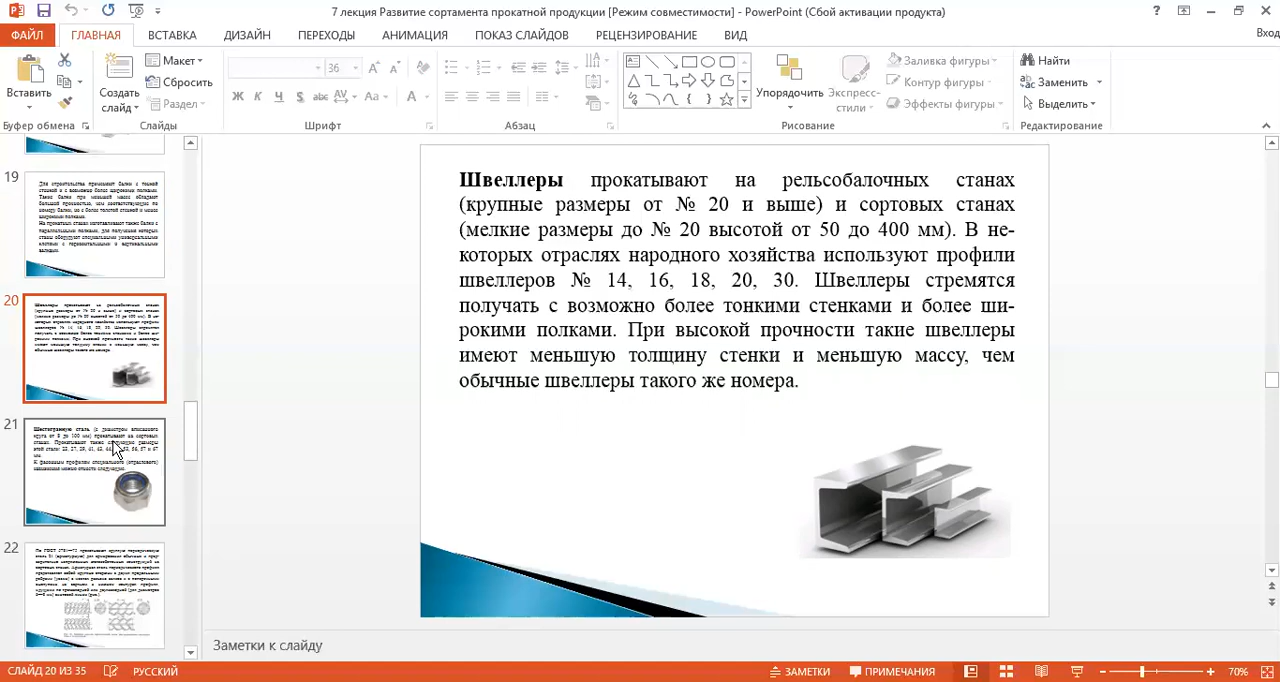 7 лекция Развитие сортамента прокатной продукции [Режим совместимости] - PowerPoint (Сбой активации продукта)
ФАЙЛ ГЛАВНАЯ ВСТАВКА ДИЗАЙН ПЕРЕХОДЫ АНИМАЦИЯ ПОКАЗ СЛАЙДОВ РЕЦЕНЗИРОВАНИЕ ВИД Вход
Вставить
Буфер обмена
Создать слайд
Макет
Сбросить
Раздел
Слайды
36
Ж К Ч S abc AV Aa A
Шрифт
Абзац
Упорядочить
Экспресс-стили
Заливка фигуры
Контур фигуры
Эффекты фигуры
Рисование
Найти
Заменить
Выделить
Редактирование
19
20
21
22
Швеллеры прокатывают на рельсобалочных станах
(крупные размеры от № 20 и выше) и сортовых станах
(мелкие размеры до № 20 высотой от 50 до 400 мм). В не-
которых отраслях народного хозяйства используют профили
швеллеров № 14, 16, 18, 20, 30. Швеллеры стремятся
получать с возможно более тонкими стенками и более ши-
рокими полками. При высокой прочности такие швеллеры
имеют меньшую толщину стенки и меньшую массу, чем
обычные швеллеры такого же номера.
Заметки к слайду
СЛАЙД 20 ИЗ 35 РУССКИЙ ЗАМЕТКИ ПРИМЕЧАНИЯ 70%